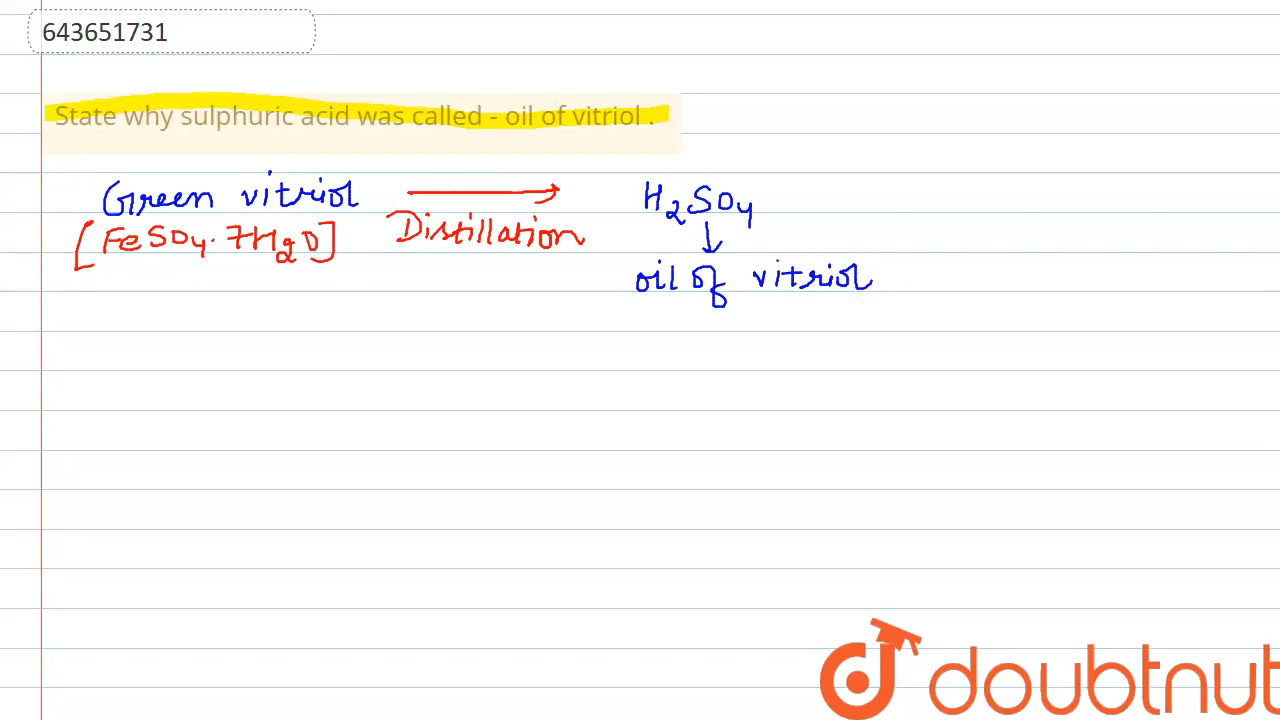 643651731
State why sulphuric acid was called - oil of vitriol .
Green vitriol ⟶ H₂SO₄
[FeSO₄·7H₂O] Distillation ↓
oil of vitriol
doubtnut